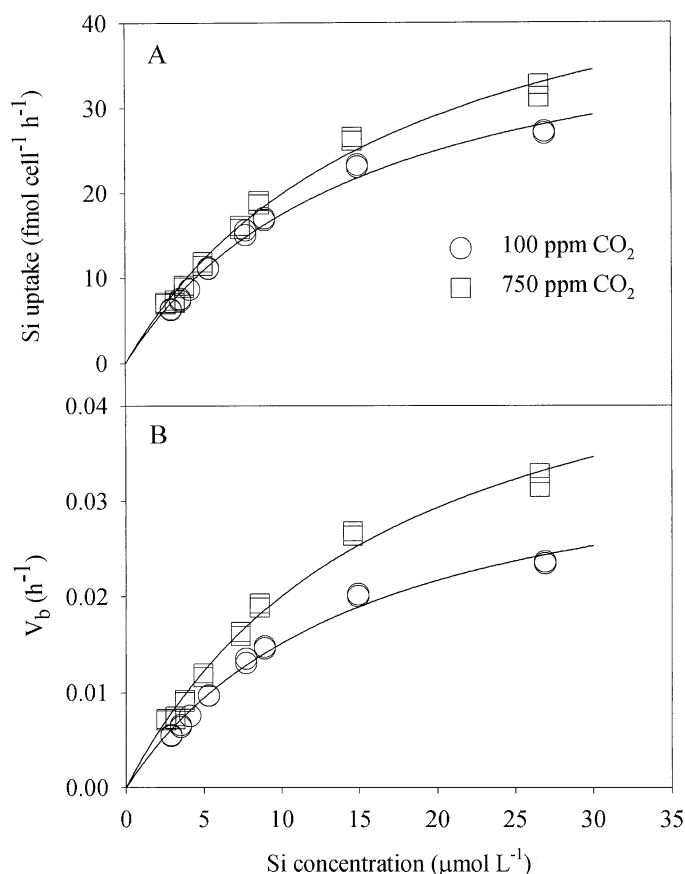 40
A
30
20
10
0
Si uptake (fmol cell⁻¹ h⁻¹)
100 ppm CO₂
750 ppm CO₂
0.04
B
0.03
0.02
0.01
0.00
V_b (h⁻¹)
0 5 10 15 20 25 30 35
Si concentration (μmol L⁻¹)